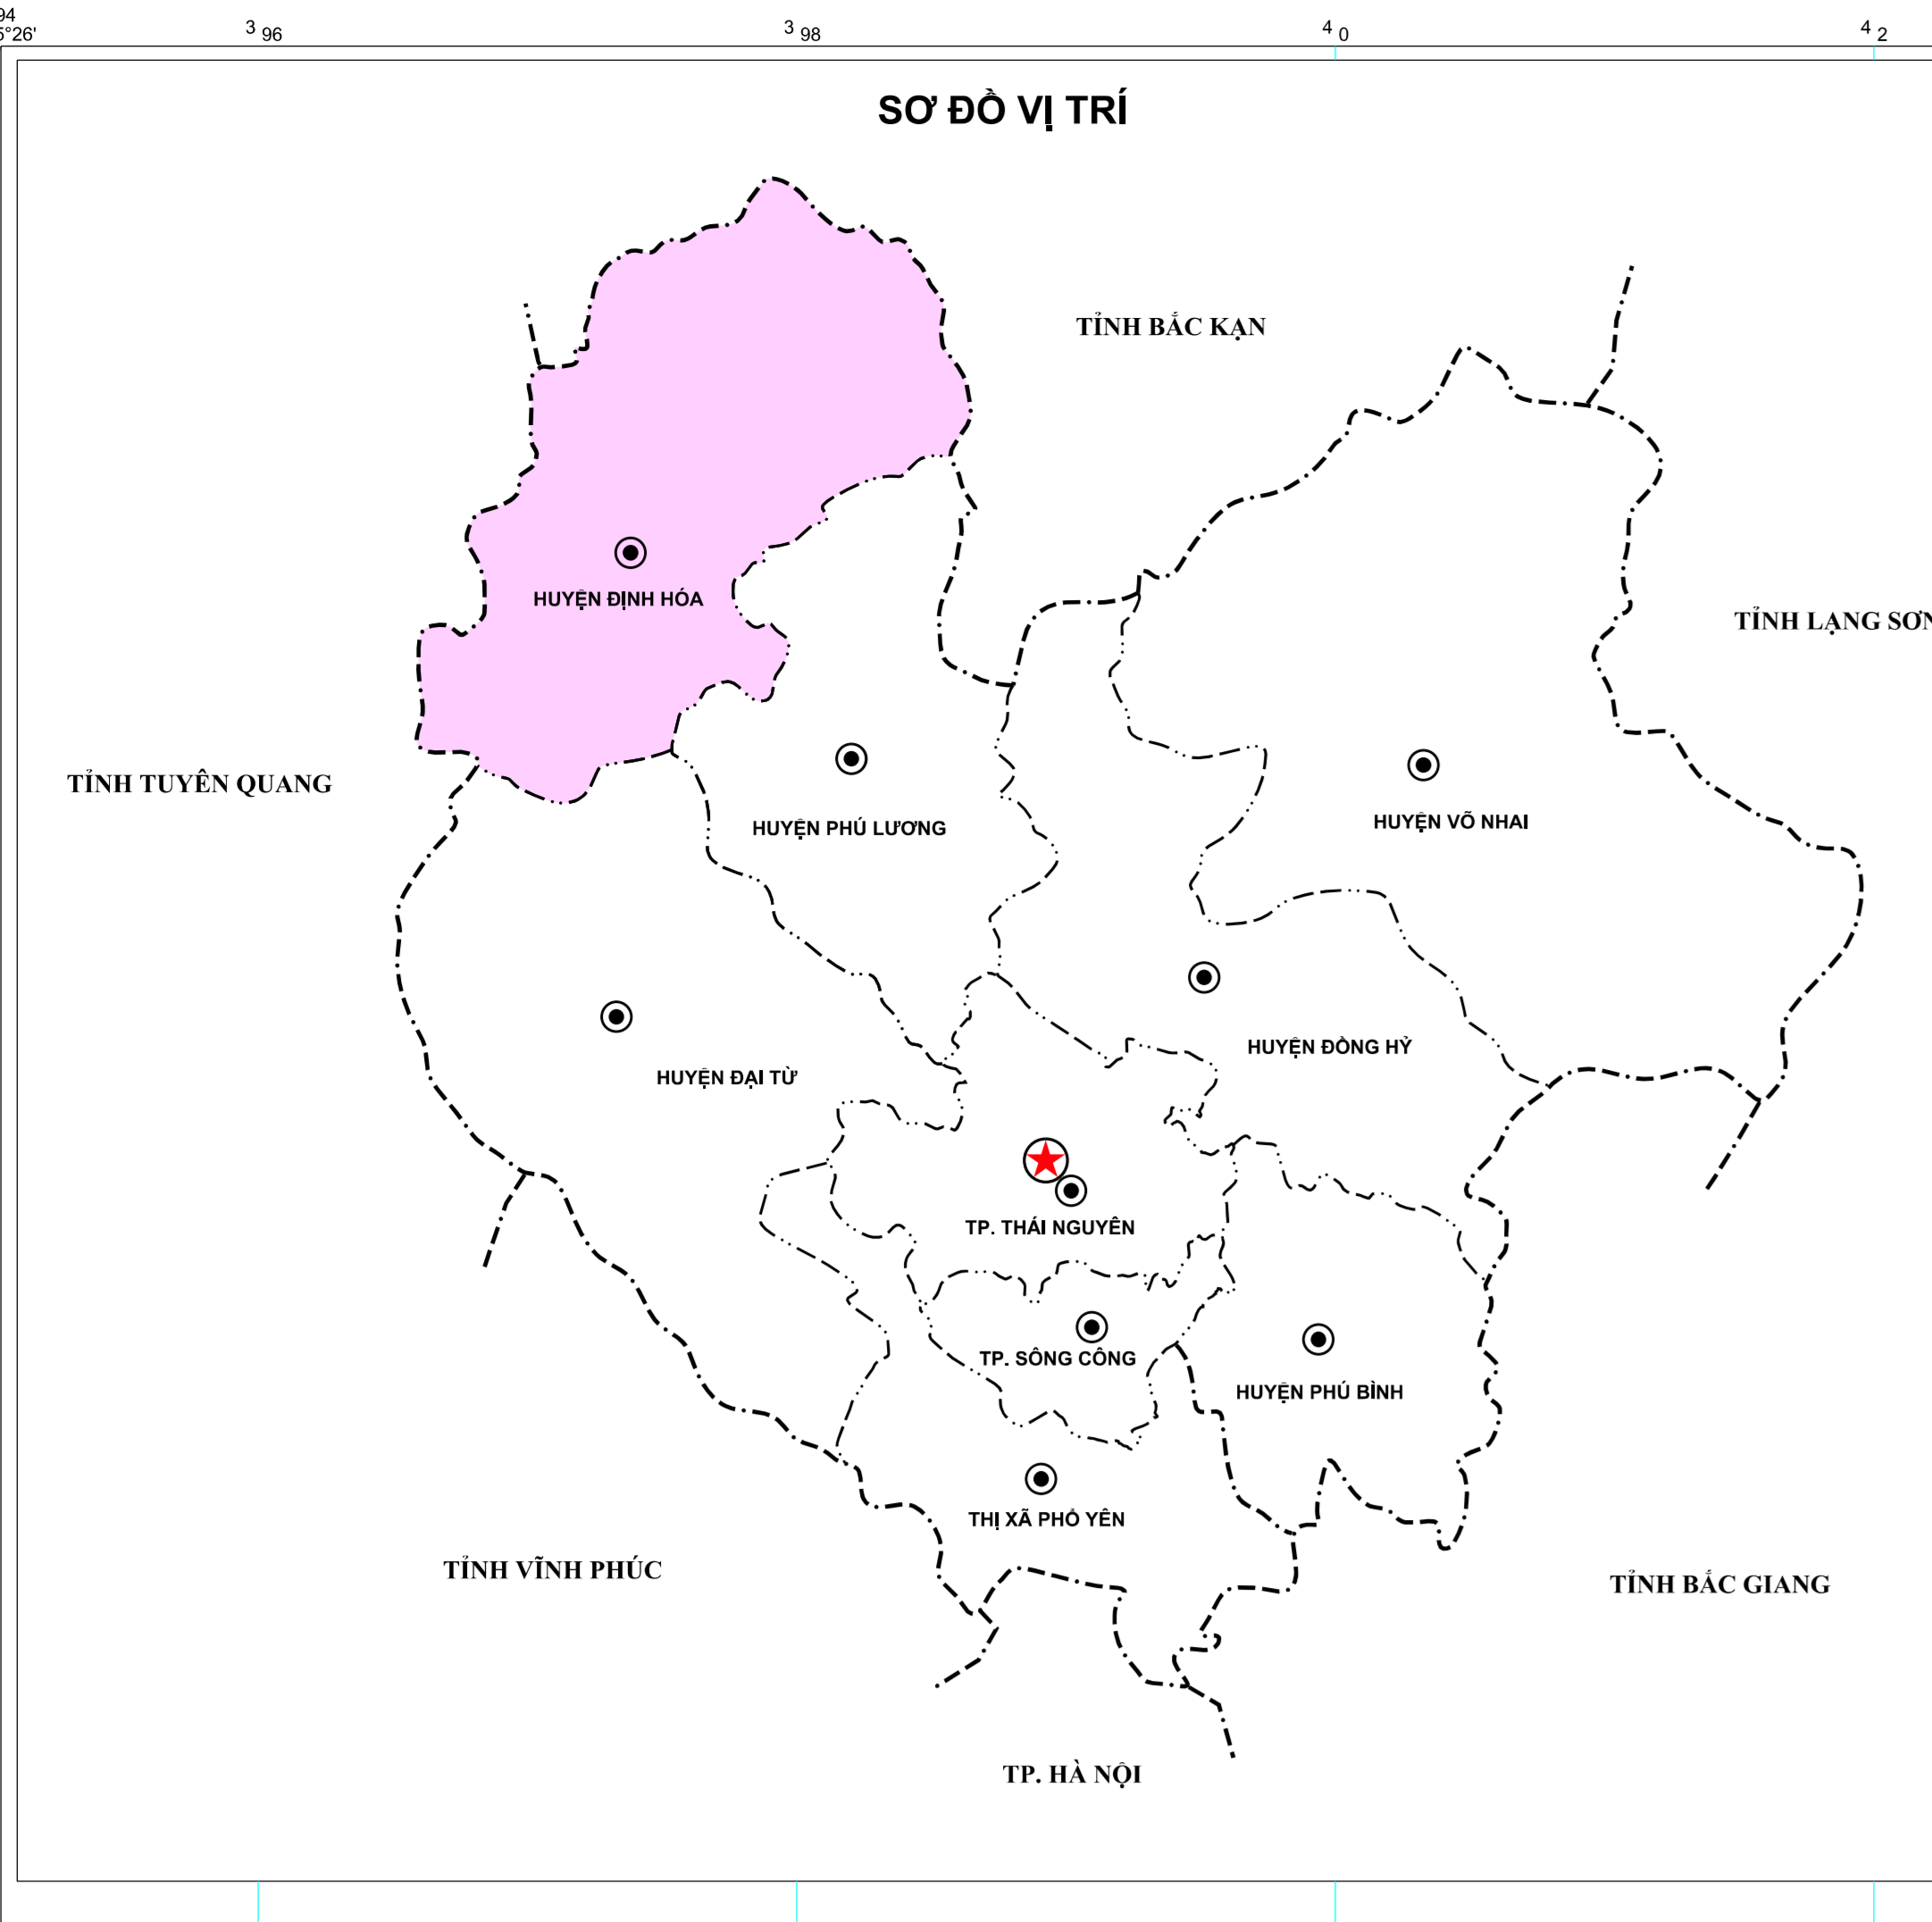 94
5°26'
3 96
3 98
4 0
4 2
SƠ ĐỒ VỊ TRÍ
TỈNH BẮC KẠN
HUYỆN ĐỊNH HÓA
TỈNH LẠNG SƠN
TỈNH TUYÊN QUANG
HUYỆN PHÚ LƯƠNG
HUYỆN VÕ NHAI
HUYỆN ĐỒNG HỶ
HUYỆN ĐẠI TỪ
TP. THÁI NGUYÊN
TP. SÔNG CÔNG
HUYỆN PHÚ BÌNH
THỊ XÃ PHỔ YÊN
TỈNH VĨNH PHÚC
TỈNH BẮC GIANG
TP. HÀ NỘI